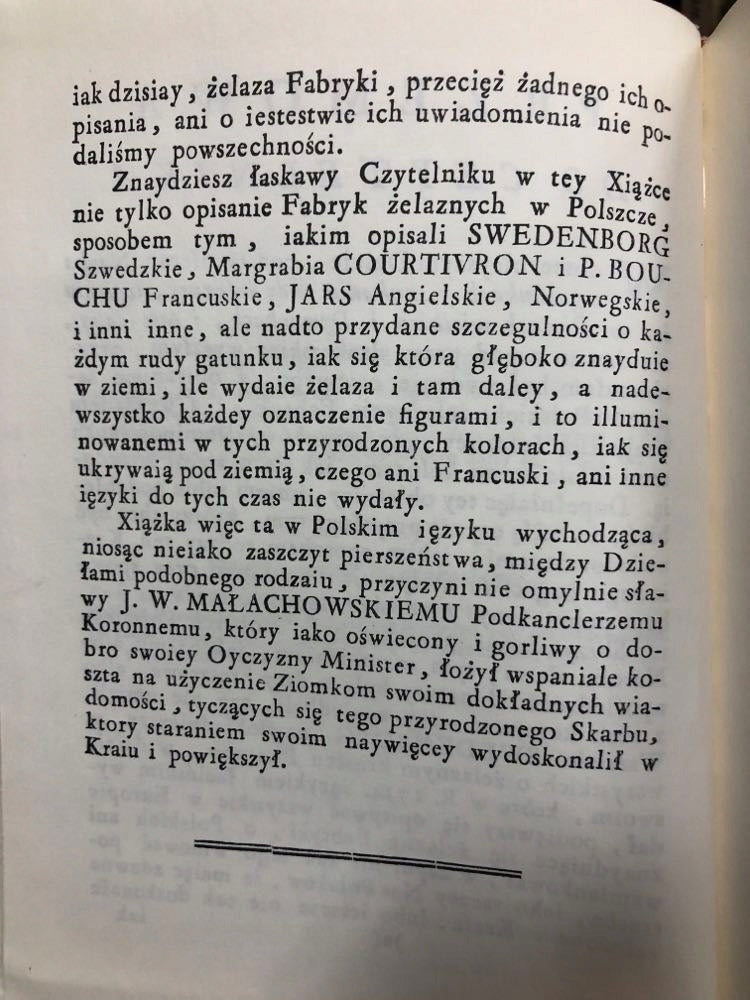 iak dzisiay, żelaza Fabryki, przecięż żadnego ich o-
pisania, ani o iestestwie ich uwiadomienia nie po-
daliśmy powszechności.
Znaydziesz łaskawy Czytelniku w tey Xiążce
nie tylko opisanie Fabryk żelaznych w Polszcze,
sposobem tym, iakim opisali SWEDENBORG
Szwedzkie, Margrabia COURTIVRON i P. BOU-
CHU Francuskie, JARS Angielskie, Norwegskie,
i inni inne, ale nadto przydane szczegulności o ka-
żdym rudy gatunku, iak się która głęboko znayduie
w ziemi, ile wydaie żelaza i tam daley, a nade-
wszystko każdey oznaczenie figurami, i to illumi-
nowanemi w tych przyrodzonych kolorach, iak się
ukrywaią pod ziemią, czego ani Francuski, ani inne
ięzyki do tych czas nie wydały.
Xiążka więc ta w Polskim ięzyku wychodząca,
niosąc nieiako zaszczyt pierszeństwa, między Dzie-
łami podobnego rodzaiu, przyczyni nie omylnie sła-
wy J. W. MAŁACHOWSKIEMU Podkanclerzemu
Koronnemu, który iako oświecony i gorliwy o do-
bro swoiey Oyczyzny Minister, łożył wspaniale ko-
szta na użyczenie Ziomkom swoim dokładnych wia-
domości, tyczących się tego przyrodzonego Skarbu,
ktory staraniem swoim naywięcey wydoskonalił w
Kraiu i powiększył.